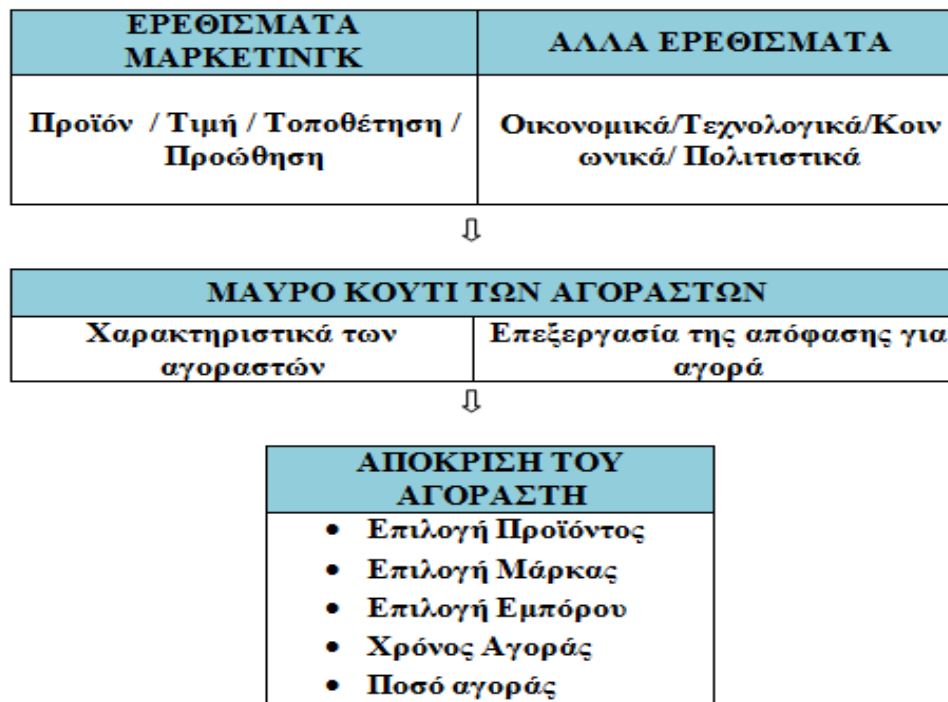 ΕΡΕΘΙΣΜΑΤΑ
ΜΑΡΚΕΤΙΝΓΚ
ΑΛΛΑ ΕΡΕΘΙΣΜΑΤΑ
Προϊόν / Τιμή / Τοποθέτηση /
Προώθηση
Οικονομικά/Τεχνολογικά/Κοιν
ωνικά/ Πολιτιστικά
⇩
ΜΑΥΡΟ ΚΟΥΤΙ ΤΩΝ ΑΓΟΡΑΣΤΩΝ
Χαρακτηριστικά των
αγοραστών
Επεξεργασία της απόφασης για
αγορά
⇩
ΑΠΟΚΡΙΣΗ ΤΟΥ
ΑΓΟΡΑΣΤΗ
• Επιλογή Προϊόντος
• Επιλογή Μάρκας
• Επιλογή Εμπόρου
• Χρόνος Αγοράς
• Ποσό αγοράς